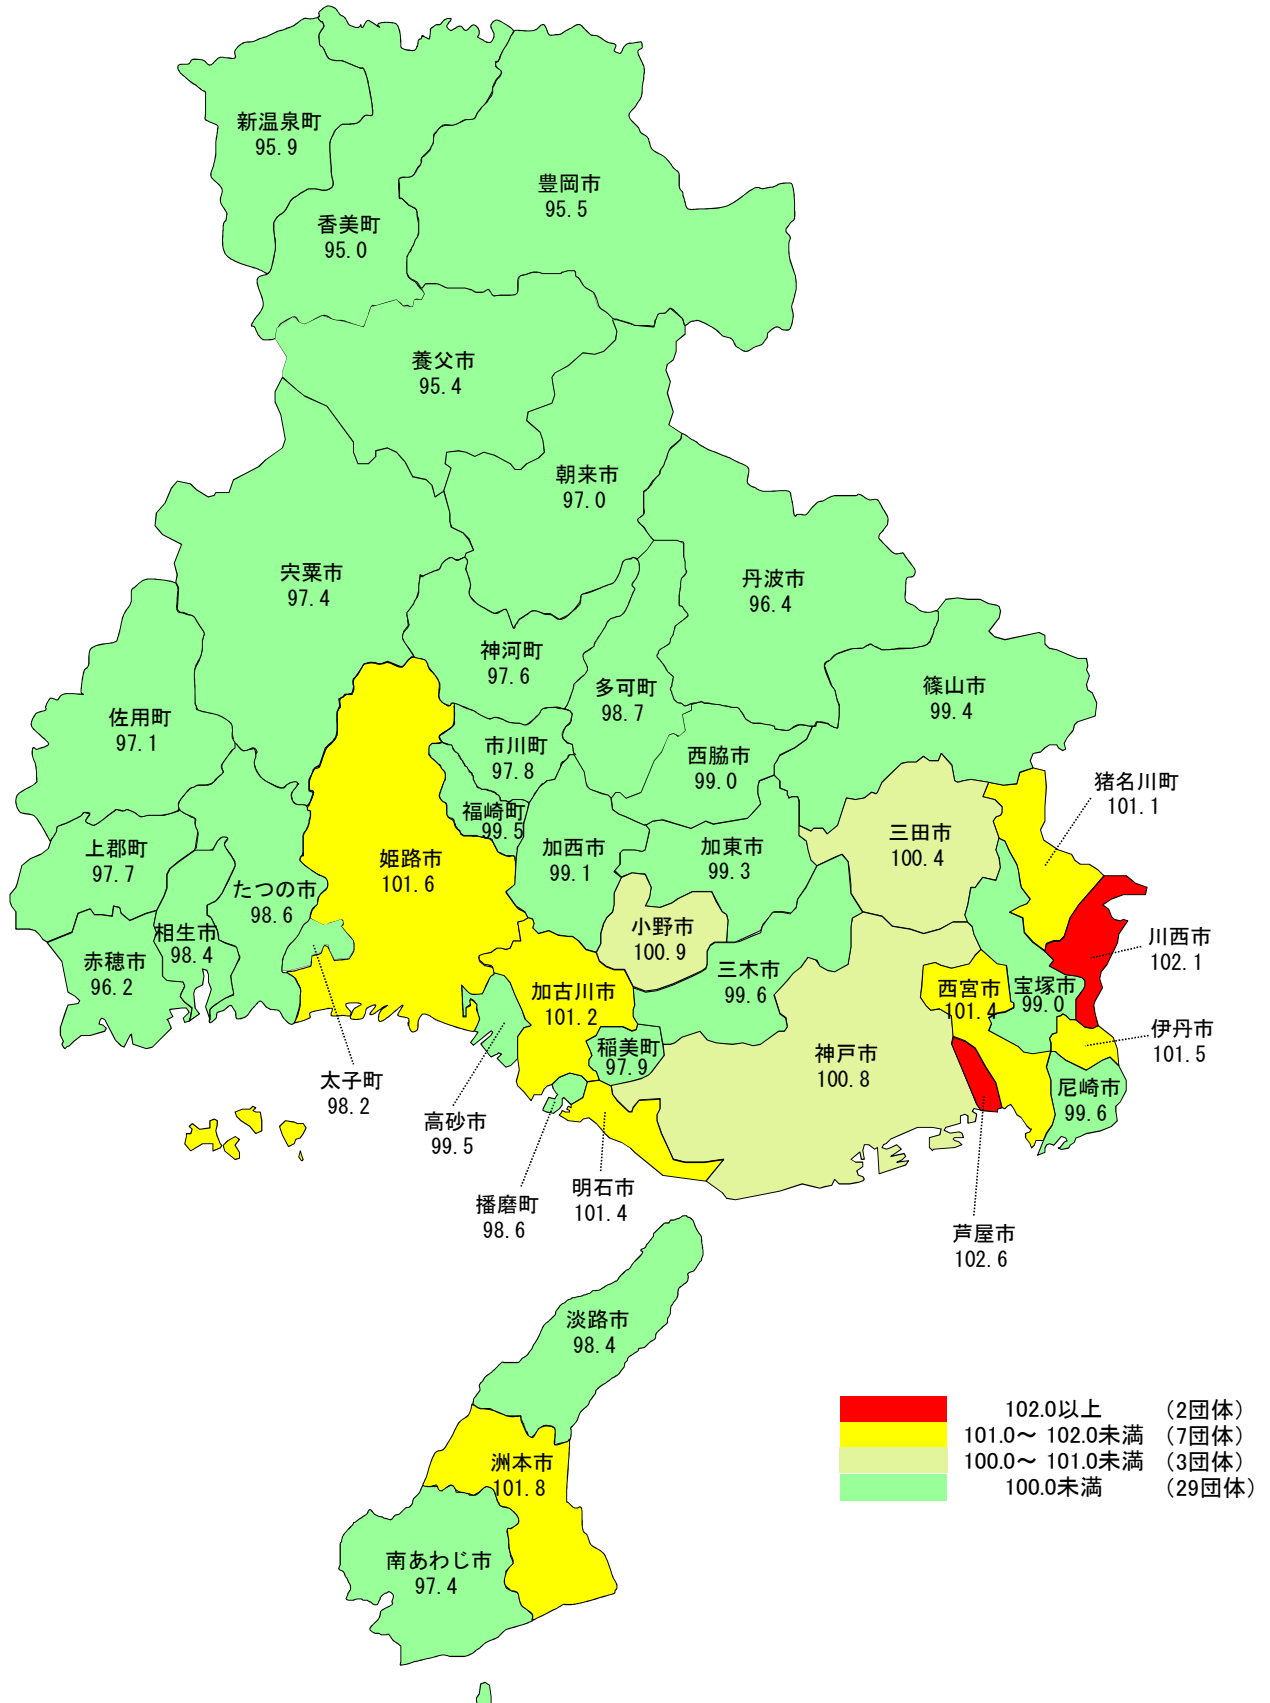 新温泉町
95.9
豊岡市
95.5
香美町
95.0
養父市
95.4
朝来市
97.0
宍粟市
97.4
丹波市
96.4
神河町
97.6
多可町
98.7
篠山市
99.4
佐用町
97.1
市川町
97.8
西脇市
99.0
猪名川町
101.1
福崎町
99.5
三田市
100.4
上郡町
97.7
姫路市
101.6
加西市
99.1
加東市
99.3
たつの市
98.6
小野市
100.9
相生市
98.4
川西市
102.1
赤穂市
96.2
三木市
99.6
加古川市
101.2
西宮市
101.4
宝塚市
99.0
伊丹市
101.5
稲美町
97.9
神戸市
100.8
太子町
98.2
尼崎市
99.6
高砂市
99.5
明石市
101.4
播磨町
98.6
芦屋市
102.6
淡路市
98.4
102.0以上 （2団体）
101.0～ 102.0未満 （7団体）
100.0～ 101.0未満 （3団体）
100.0未満 （29団体）
洲本市
101.8
南あわじ市
97.4